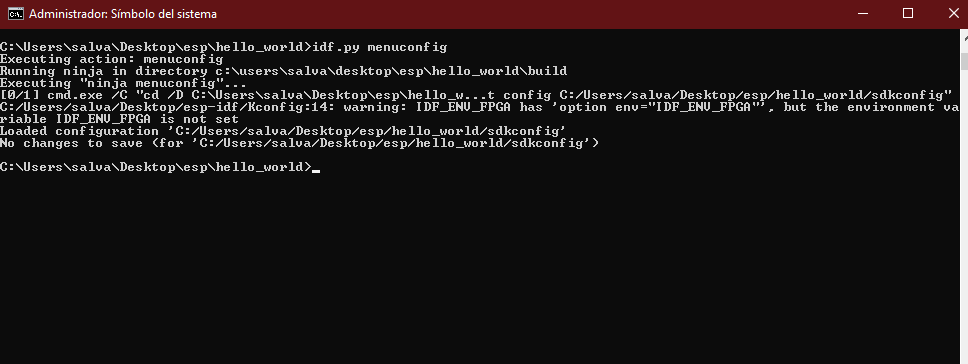 Administrador: Símbolo del sistema
C:\Users\salva\Desktop\esp\hello_world>idf.py menuconfig
Executing action: menuconfig
Running ninja in directory c:\users\salva\desktop\esp\hello_world\build
Executing "ninja menuconfig"...
[0/1] cmd.exe /C "cd /D C:\Users\salva\Desktop\esp\hello_w...t config C:/Users/salva/Desktop/esp/hello_world/sdkconfig"
C:/Users/salva/Desktop/esp-idf/Kconfig:14: warning: IDF_ENV_FPGA has 'option env="IDF_ENV_FPGA"', but the environment va
riable IDF_ENV_FPGA is not set
Loaded configuration 'C:/Users/salva/Desktop/esp/hello_world/sdkconfig'
No changes to save (for 'C:/Users/salva/Desktop/esp/hello_world/sdkconfig')
C:\Users\salva\Desktop\esp\hello_world>